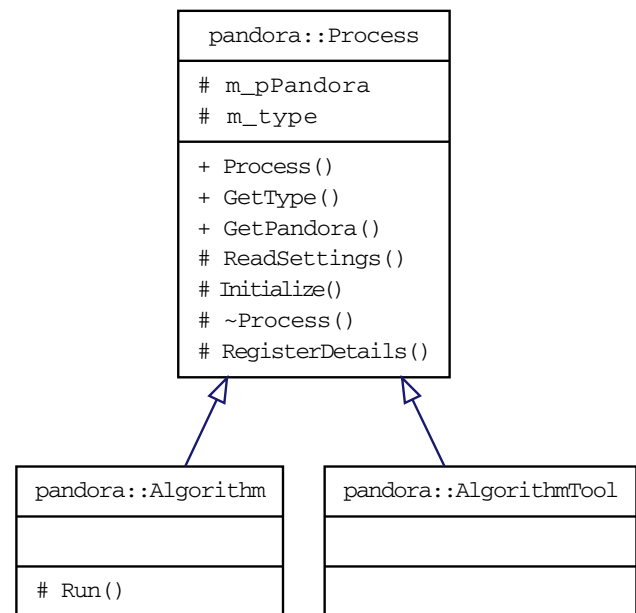 pandora::Process
# m_pPandora
# m_type
+ Process()
+ GetType()
+ GetPandora()
# ReadSettings()
# Initialize()
# ~Process()
# RegisterDetails()
pandora::Algorithm
# Run()
pandora::AlgorithmTool